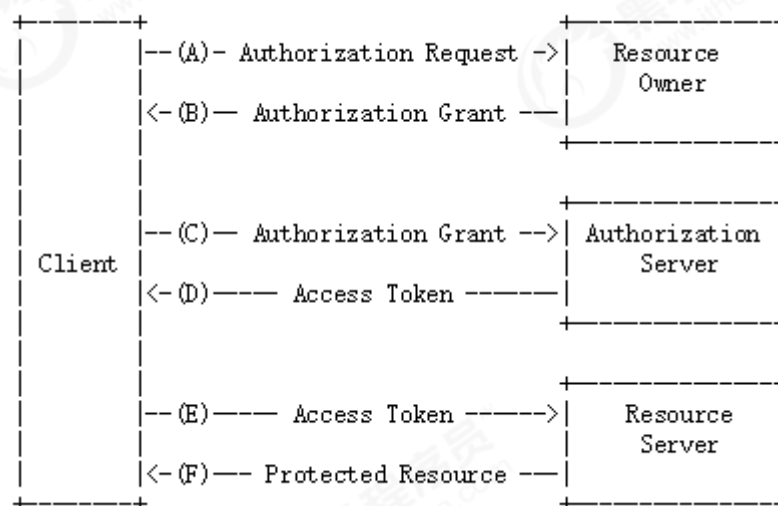 --(A)- Authorization Request ->| Resource
Owner
<-(B)— Authorization Grant ---
--(C)— Authorization Grant -->| Authorization
Client
Server
<-(D)---- Access Token -------
--(E)---- Access Token ------>| Resource
Server
<-(F)--- Protected Resource ---